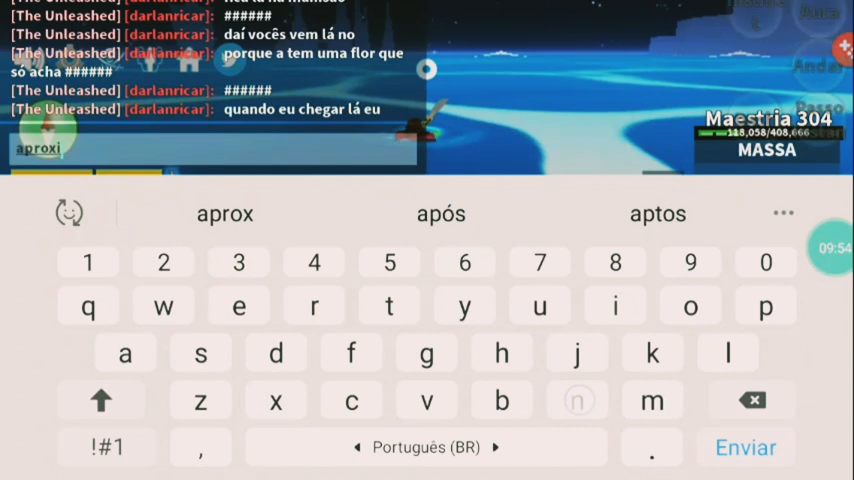 [The Unleashed] [darlanricar]: ######
[The Unleashed] [darlanricar]: daí vocês vem lá no
[The Unleashed] [darlanricar]: porque a tem uma flor que
só acha ######
[The Unleashed] [darlanricar]: ######
[The Unleashed] [darlanricar]: quando eu chegar lá eu
aproxi
Aura
Andar
Passo
Maestria 304
118,058/408,666
MASSA
aprox após aptos
09:54
1 2 3 4 5 6 7 8 9 0
q w e r t y u i o p
a s d f g h j k l
z x c v b n m
!#1 , Português (BR) . Enviar